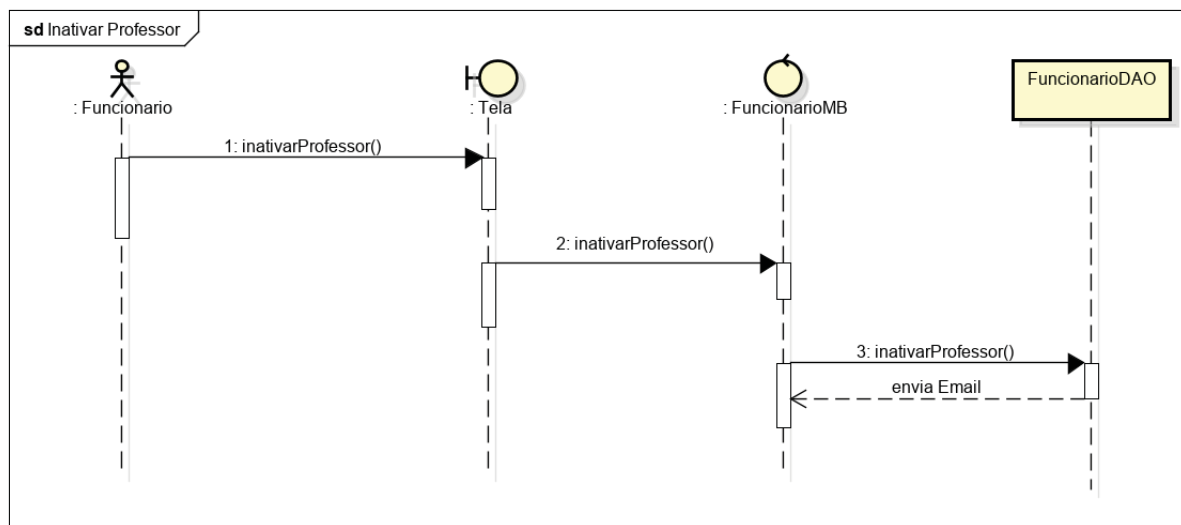 sd Inativar Professor
: Funcionario
: Tela
: FuncionarioMB
FuncionarioDAO
1: inativarProfessor()
2: inativarProfessor()
3: inativarProfessor()
envia Email